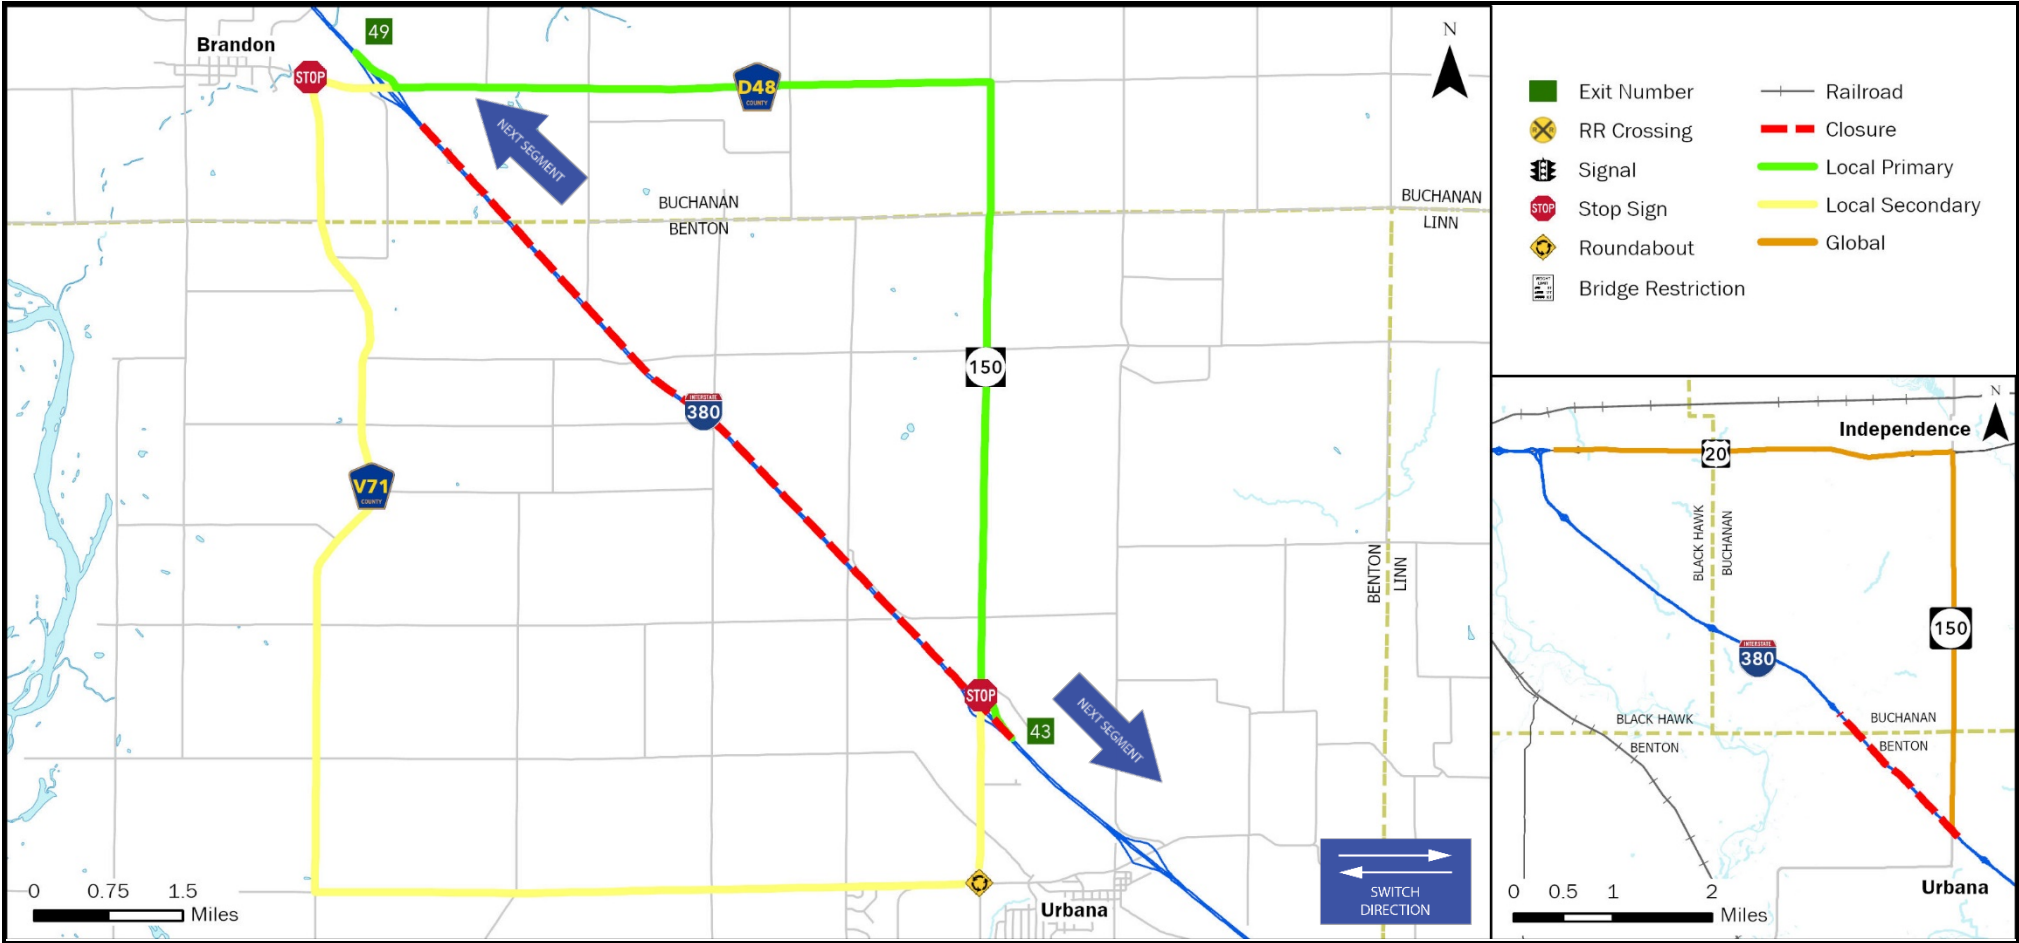 49
N
Brandon
STOP
D48
COUNTY
NEXT SEGMENT
BUCHANAN
BENTON
BUCHANAN
LINN
150
INTERSTATE
380
V71
COUNTY
BENTON
LINN
STOP
43
NEXT SEGMENT
0 0.75 1.5
Miles
Urbana
SWITCH
DIRECTION
Exit Number
RR Crossing
Signal
STOP
Stop Sign
Roundabout
Bridge Restriction
Railroad
Closure
Local Primary
Local Secondary
Global
N
Independence
20
BLACK HAWK
BUCHANAN
150
INTERSTATE
380
BLACK HAWK
BENTON
BUCHANAN
BENTON
Urbana
0 0.5 1 2
Miles